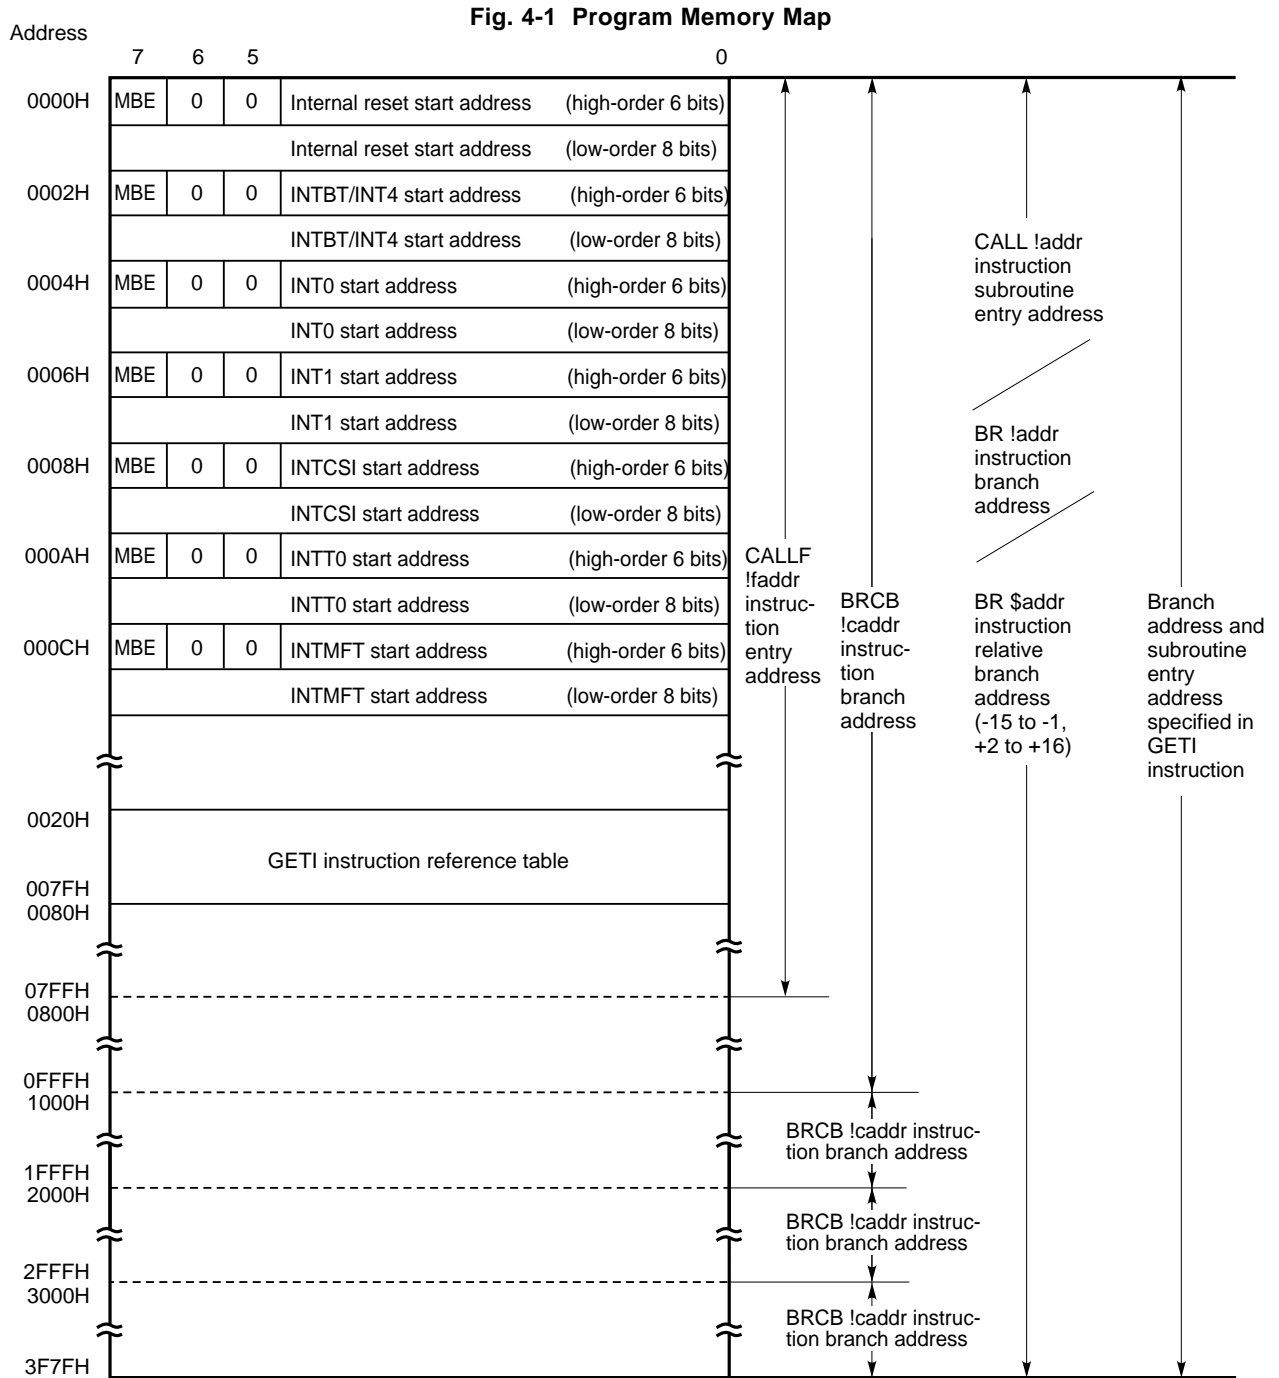 Fig. 4-1 Program Memory Map
Address
7 6 5 0
0000H MBE 0 0 Internal reset start address (high-order 6 bits)
Internal reset start address (low-order 8 bits)
0002H MBE 0 0 INTBT/INT4 start address (high-order 6 bits)
INTBT/INT4 start address (low-order 8 bits)
0004H MBE 0 0 INT0 start address (high-order 6 bits)
INT0 start address (low-order 8 bits)
0006H MBE 0 0 INT1 start address (high-order 6 bits)
INT1 start address (low-order 8 bits)
0008H MBE 0 0 INTCSI start address (high-order 6 bits)
INTCSI start address (low-order 8 bits)
000AH MBE 0 0 INTT0 start address (high-order 6 bits)
INTT0 start address (low-order 8 bits)
000CH MBE 0 0 INTMFT start address (high-order 6 bits)
INTMFT start address (low-order 8 bits)
0020H
GETI instruction reference table
007FH
0080H
07FFH
0800H
0FFFH
1000H
1FFFH
2000H
2FFFH
3000H
3F7FH
CALLF
!faddr
instruc-
tion
entry
address
BRCB
!caddr
instruc-
tion
branch
address
BRCB !caddr instruc-
tion branch address
BRCB !caddr instruc-
tion branch address
BRCB !caddr instruc-
tion branch address
CALL !addr
instruction
subroutine
entry address
BR !addr
instruction
branch
address
BR $addr
instruction
relative
branch
address
(-15 to -1,
+2 to +16)
Branch
address and
subroutine
entry
address
specified in
GETI
instruction